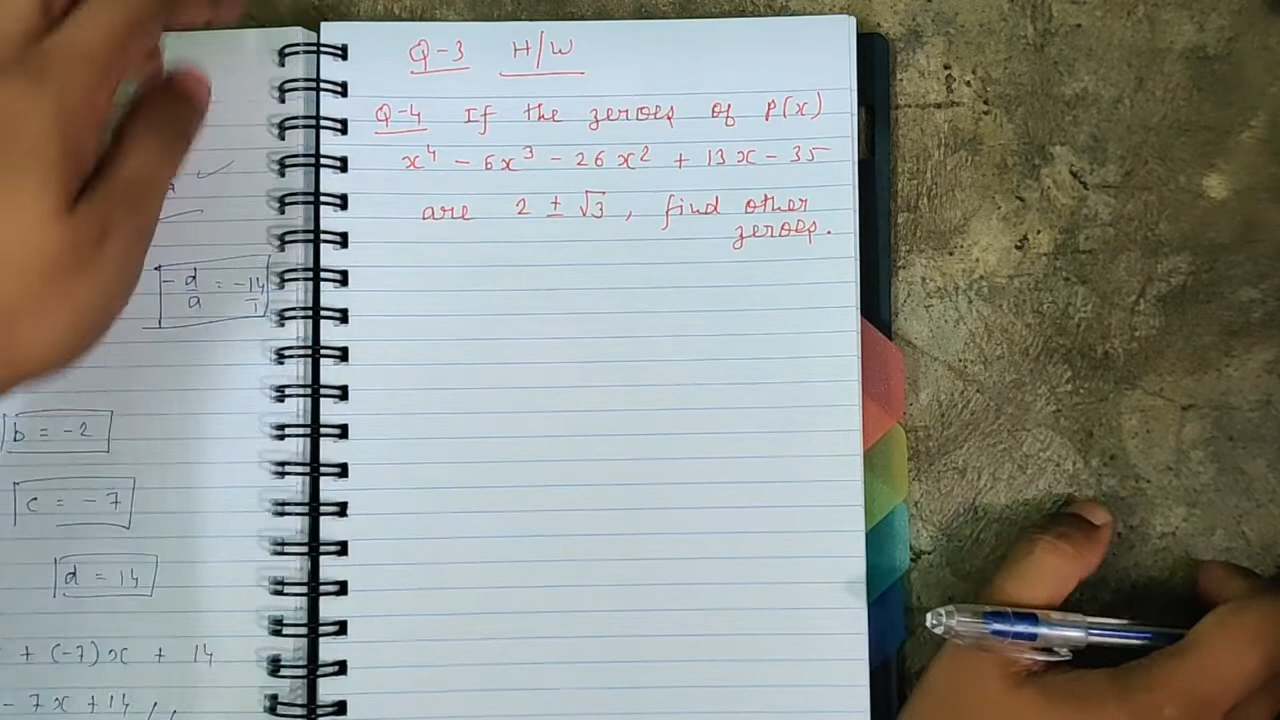 Q-3 H/W
Q-4 If the zeroes of P(x)
x⁴ - 6x³ - 26x² + 13x - 35
are 2 ± √3, find other
zeroes.
-d/a = -14/1
b = -2
c = -7
d = 14
+ (-7)x + 14
- 7x + 14